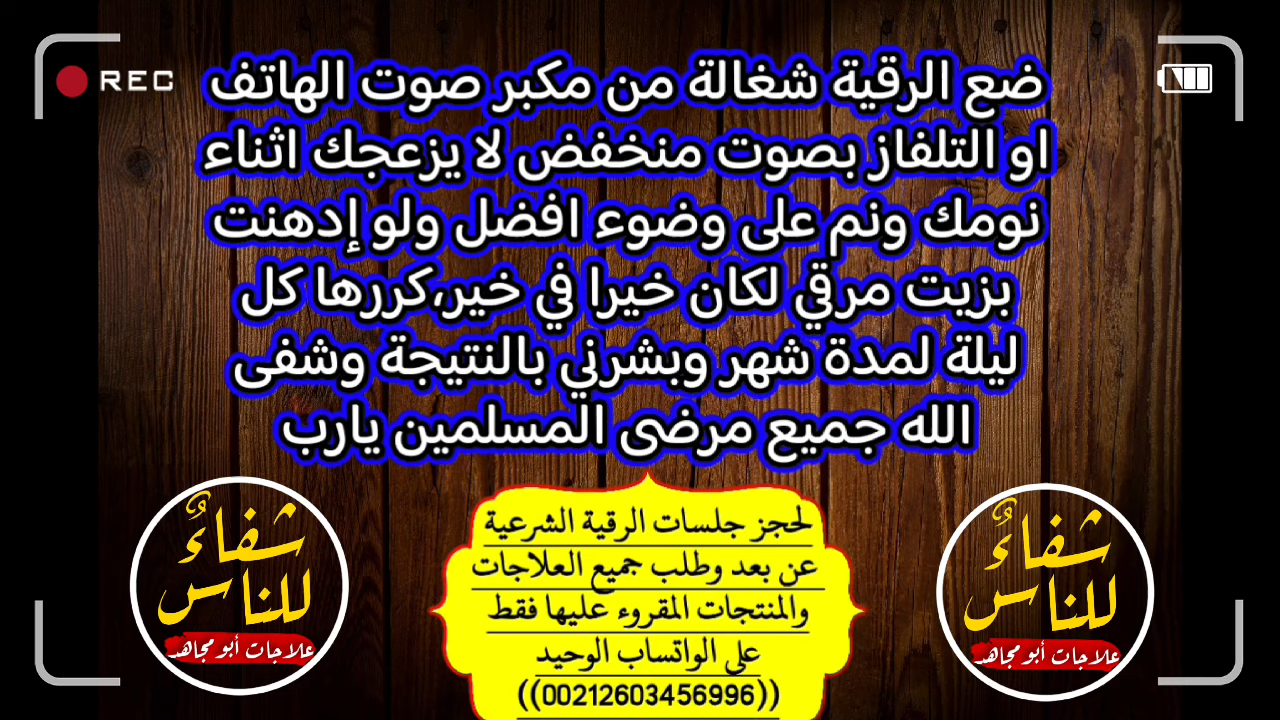 REC
ضع الرقية شغالة من مكبر صوت الهاتف
او التلفاز بصوت منخفض لا يزعجك اثناء
نومك ونم على وضوء افضل ولو إدهنت
بزيت مرقي لكان خيرا في خير،كررها كل
ليلة لمدة شهر وبشرني بالنتيجة وشفى
الله جميع مرضى المسلمين يارب
لحجز جلسات الرقية الشرعية
عن بعد وطلب جميع العلاجات
والمنتجات المقروء عليها فقط
على الواتساب الوحيد
((00212603456996))
شفاءٌ
للناس
علاجات أبو مجاهد
شفاءٌ
للناس
علاجات أبو مجاهد